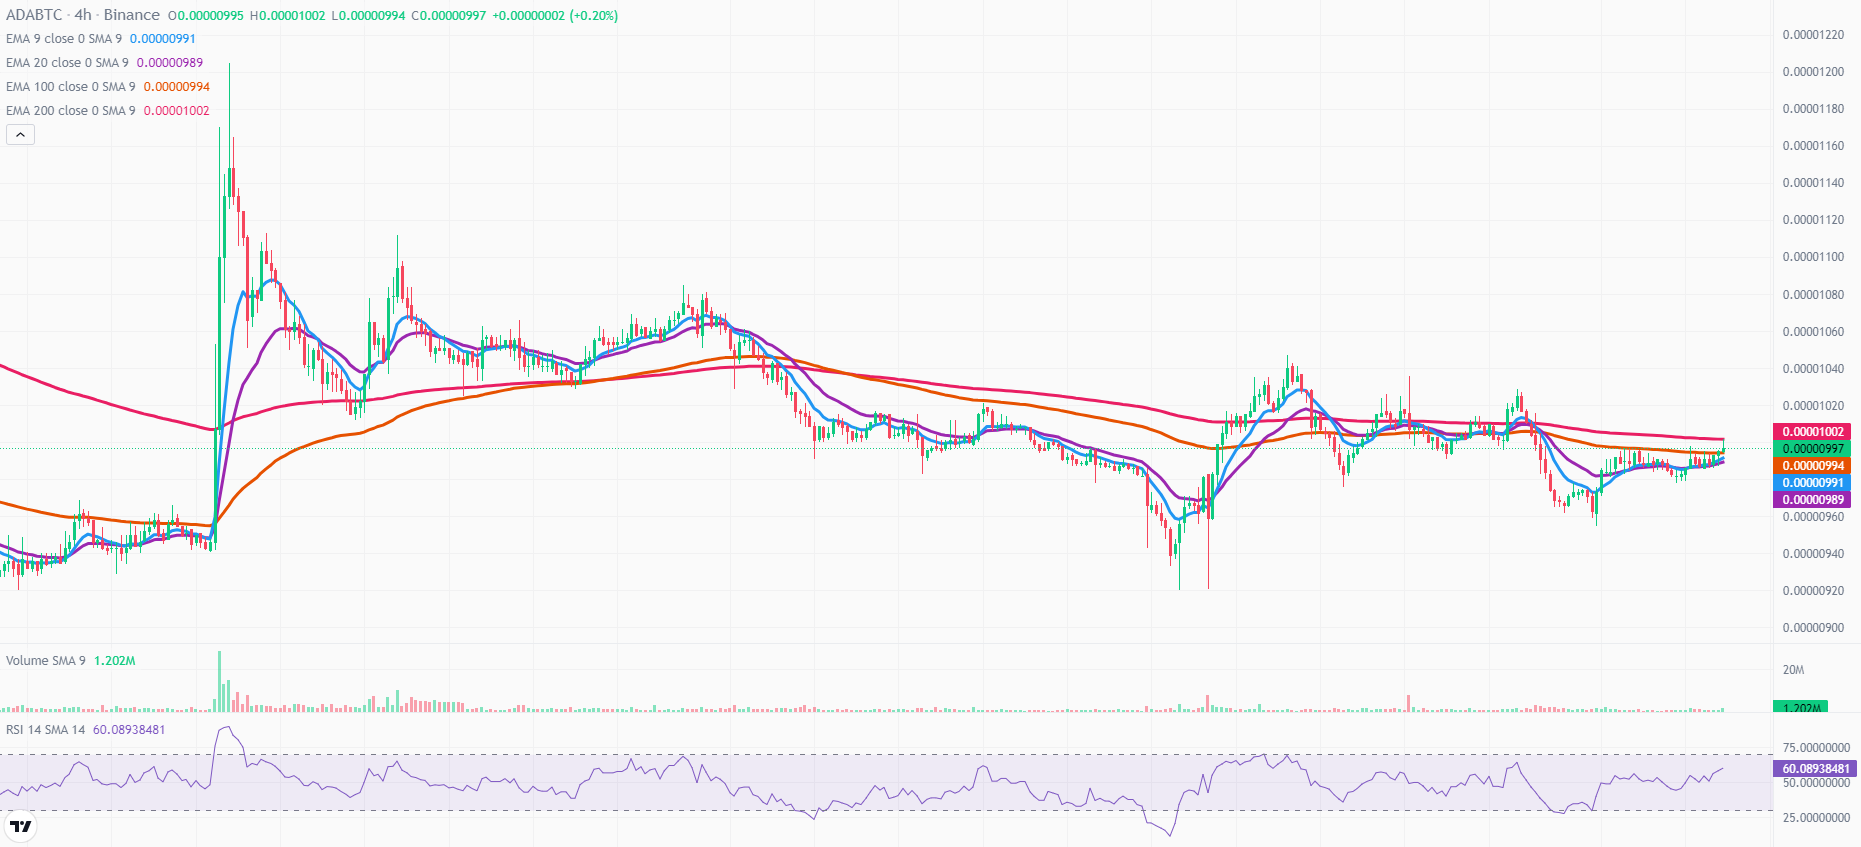 ADABTC · 4h · Binance O0.00000995 H0.00001002 L0.00000994 C0.00000997 +0.00000002 (+0.20%)
EMA 9 close 0 SMA 9 0.00000991
EMA 20 close 0 SMA 9 0.00000989
EMA 100 close 0 SMA 9 0.00000994
EMA 200 close 0 SMA 9 0.00001002
0.00001220
0.00001200
0.00001180
0.00001160
0.00001140
0.00001120
0.00001100
0.00001080
0.00001060
0.00001040
0.00001020
0.00001002
0.00000997
0.00000994
0.00000991
0.00000989
0.00000960
0.00000940
0.00000920
0.00000900
Volume SMA 9 1.202M
20M
1.202M
RSI 14 SMA 14 60.08938481
75.00000000
60.08938481
50.00000000
25.00000000